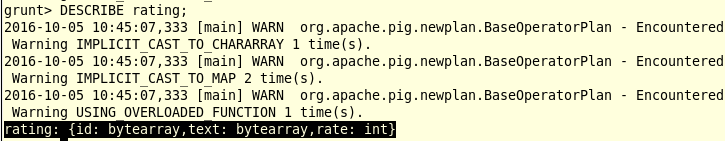 grunt> DESCRIBE rating;
2016-10-05 10:45:07,333 [main] WARN  org.apache.pig.newplan.BaseOperatorPlan - Encountered
 Warning IMPLICIT_CAST_TO_CHARARRAY 1 time(s).
2016-10-05 10:45:07,333 [main] WARN  org.apache.pig.newplan.BaseOperatorPlan - Encountered
 Warning IMPLICIT_CAST_TO_MAP 2 time(s).
2016-10-05 10:45:07,333 [main] WARN  org.apache.pig.newplan.BaseOperatorPlan - Encountered
 Warning USING_OVERLOADED_FUNCTION 1 time(s).
rating: {id: bytearray,text: bytearray,rate: int}